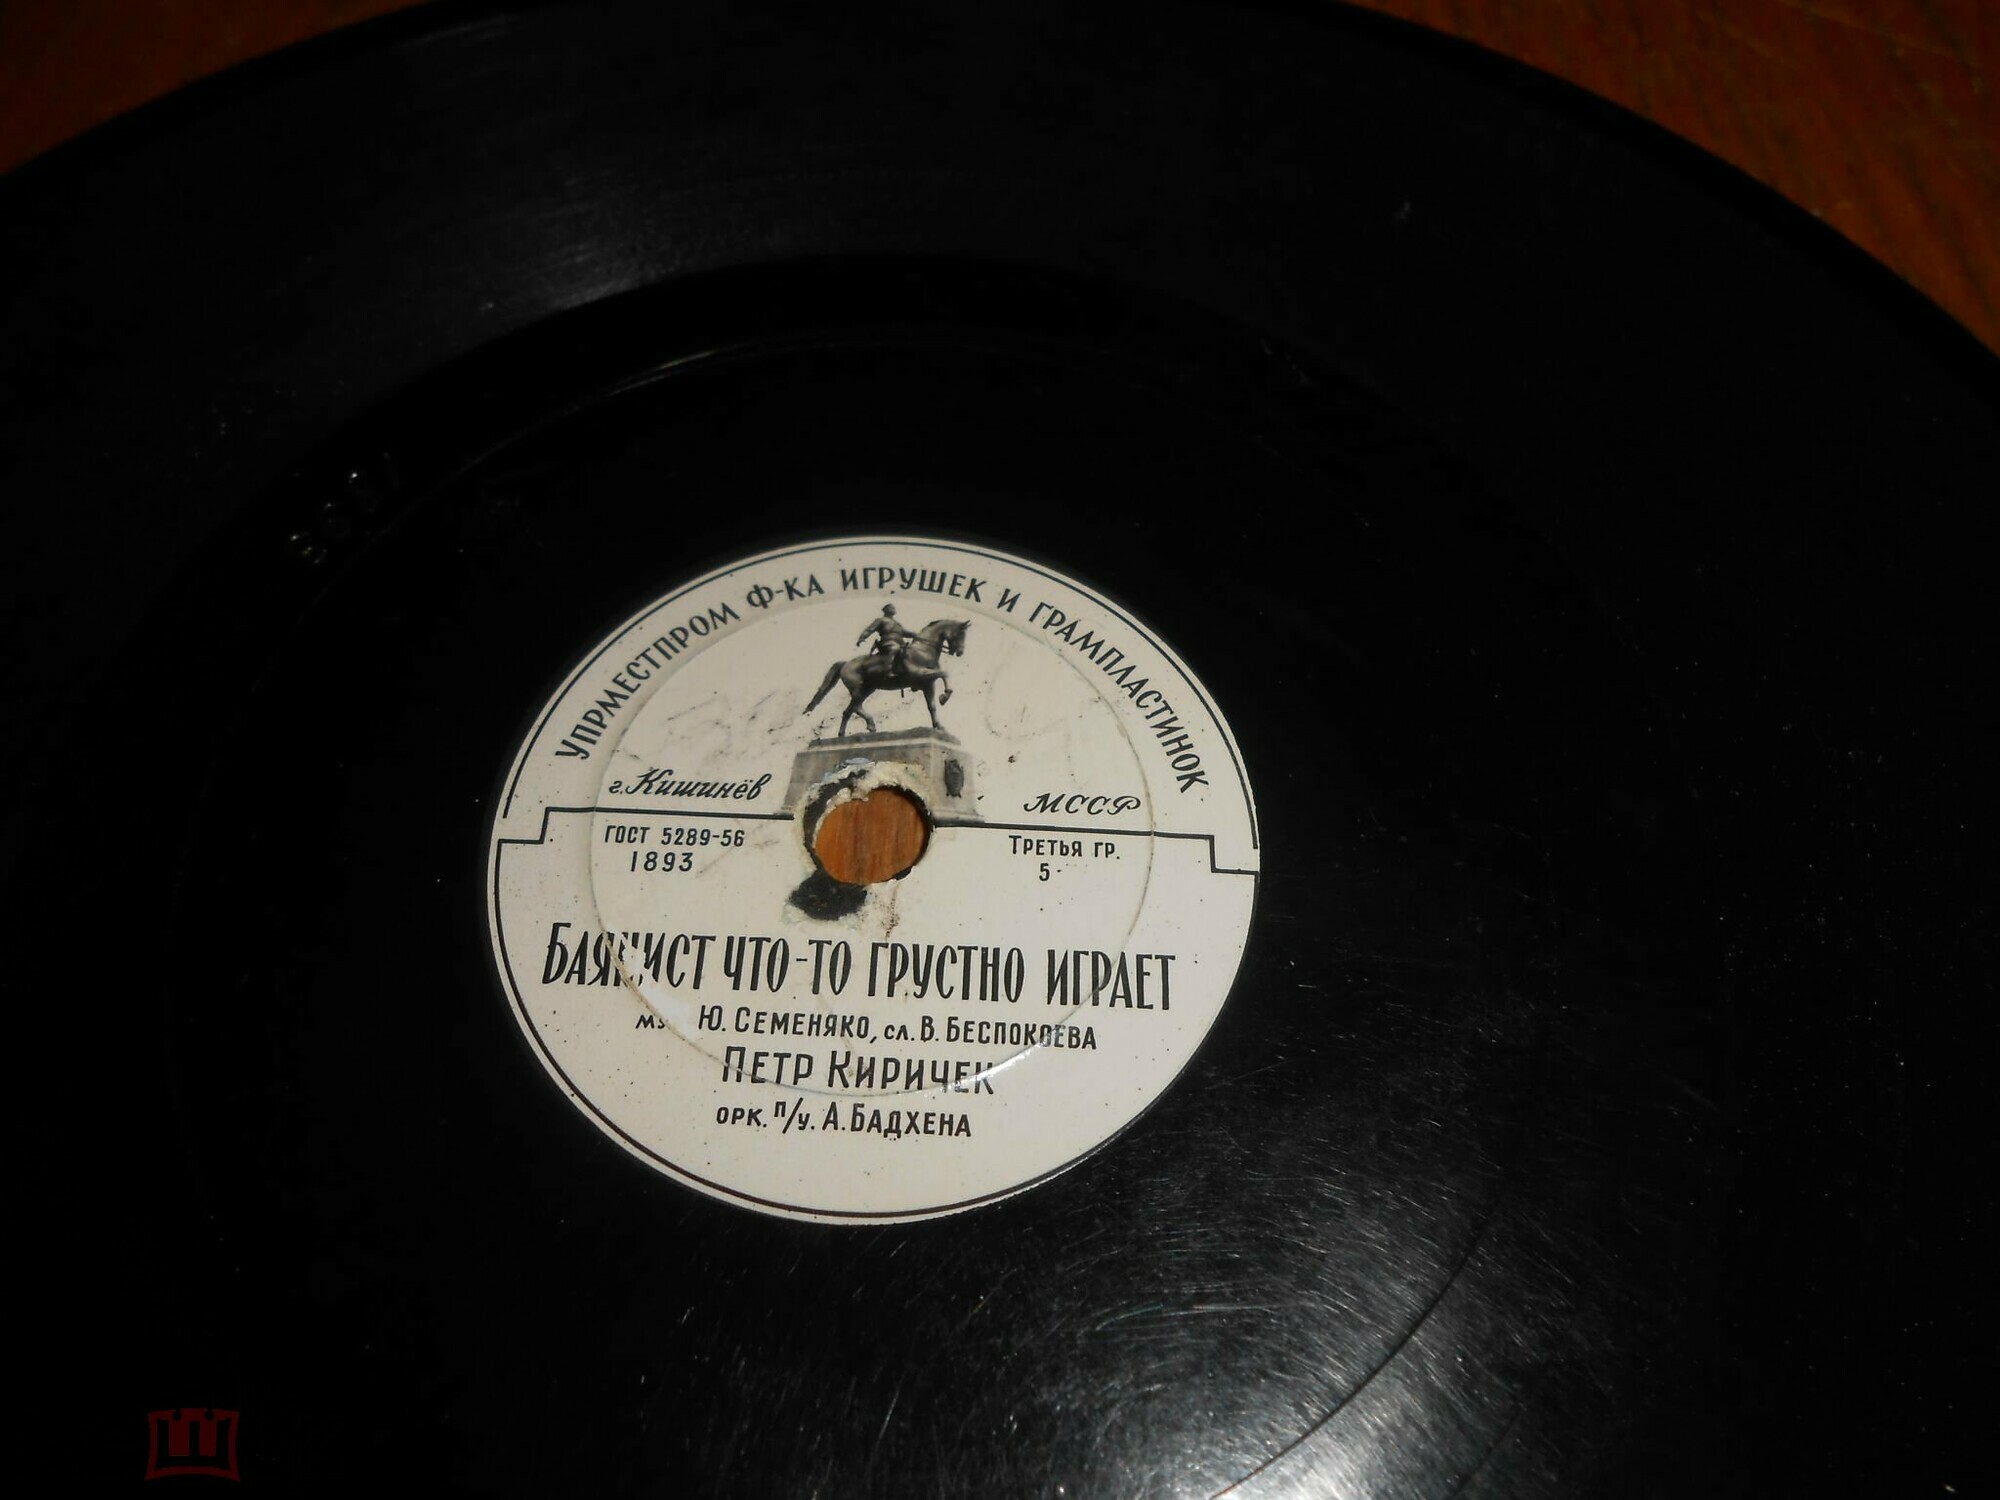 УПРМЕСТПРОМ Ф-КА ИГРУШЕК И ГРАМПЛАСТИНОК
г. Кишинёв
МССР
ГОСТ 5289-56
1893
Третья гр.
5-
БАЯНИСТ ЧТО-ТО ГРУСТНО ИГРАЕТ
Ю. СЕМЕНЯКО, сл. В. БЕСПОКОЕВА
ПЕТР КИРИЧЕК
ОРК. П/У. А. БАДХЕНА